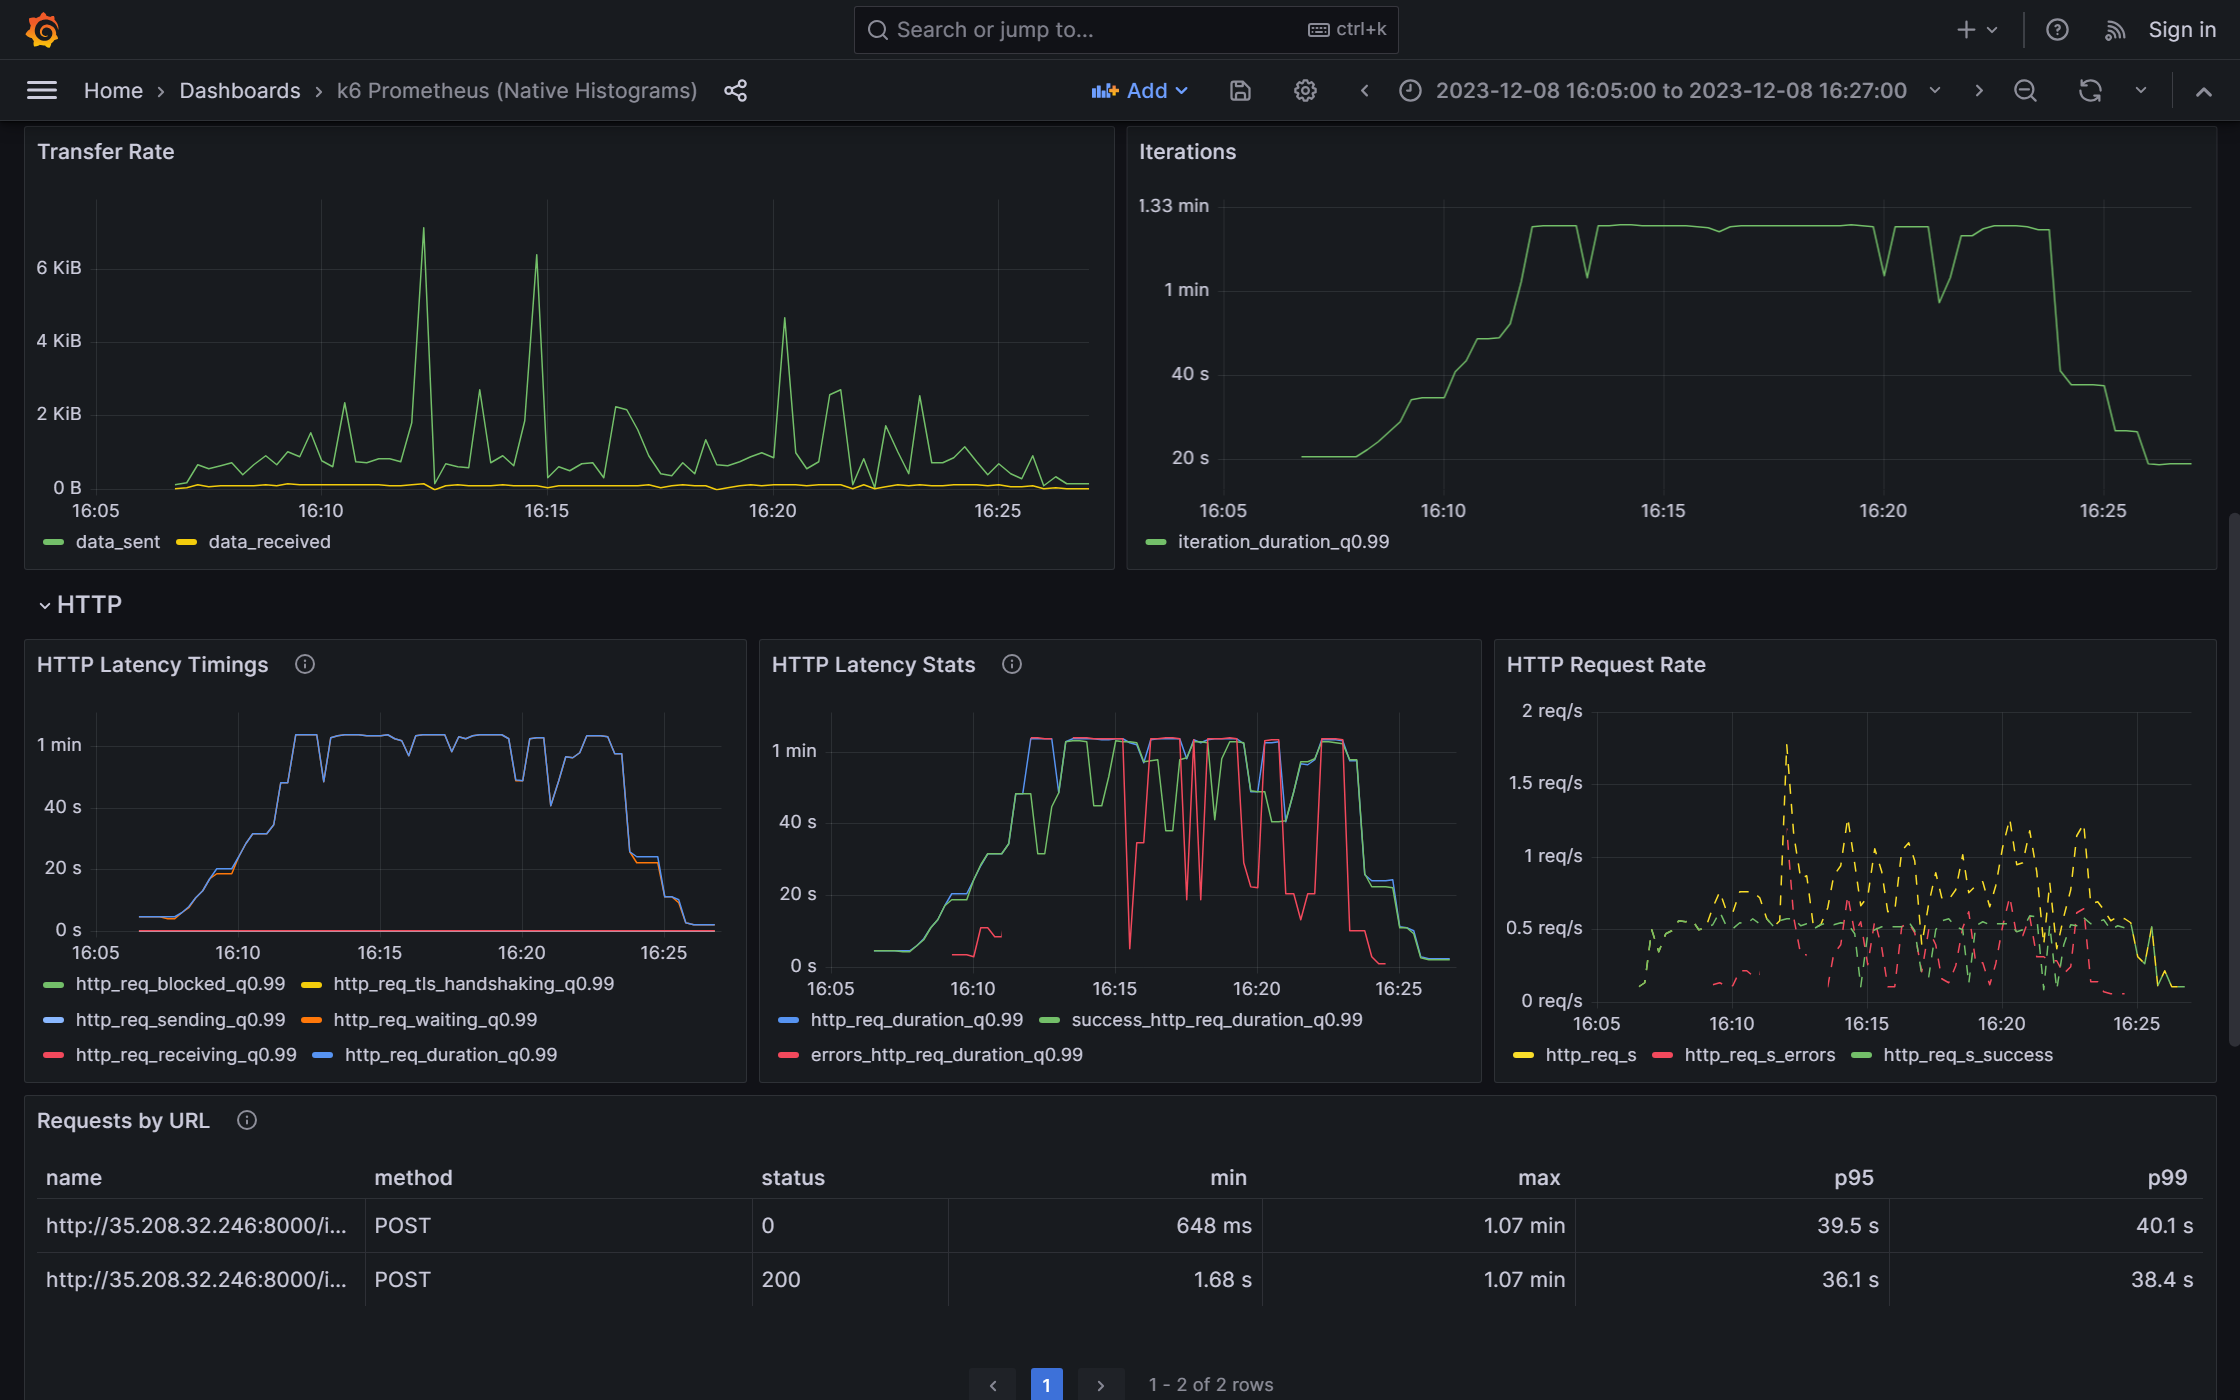 Search or jump to... ctrl+k Sign in
Home › Dashboards › k6 Prometheus (Native Histograms) Add 2023-12-08 16:05:00 to 2023-12-08 16:27:00
Transfer Rate
6 KiB
4 KiB
2 KiB
0 B
16:05 16:10 16:15 16:20 16:25
data_sent data_received
Iterations
1.33 min
1 min
40 s
20 s
16:05 16:10 16:15 16:20 16:25
iteration_duration_q0.99
HTTP
HTTP Latency Timings
1 min
40 s
20 s
0 s
16:05 16:10 16:15 16:20 16:25
http_req_blocked_q0.99 http_req_tls_handshaking_q0.99
http_req_sending_q0.99 http_req_waiting_q0.99
http_req_receiving_q0.99 http_req_duration_q0.99
HTTP Latency Stats
1 min
40 s
20 s
0 s
16:05 16:10 16:15 16:20 16:25
http_req_duration_q0.99 success_http_req_duration_q0.99
errors_http_req_duration_q0.99
HTTP Request Rate
2 req/s
1.5 req/s
1 req/s
0.5 req/s
0 req/s
16:05 16:10 16:15 16:20 16:25
http_req_s http_req_s_errors http_req_s_success
Requests by URL
name method status min max p95 p99
http://35.208.32.246:8000/i... POST 0 648 ms 1.07 min 39.5 s 40.1 s
http://35.208.32.246:8000/i... POST 200 1.68 s 1.07 min 36.1 s 38.4 s
1 1 - 2 of 2 rows